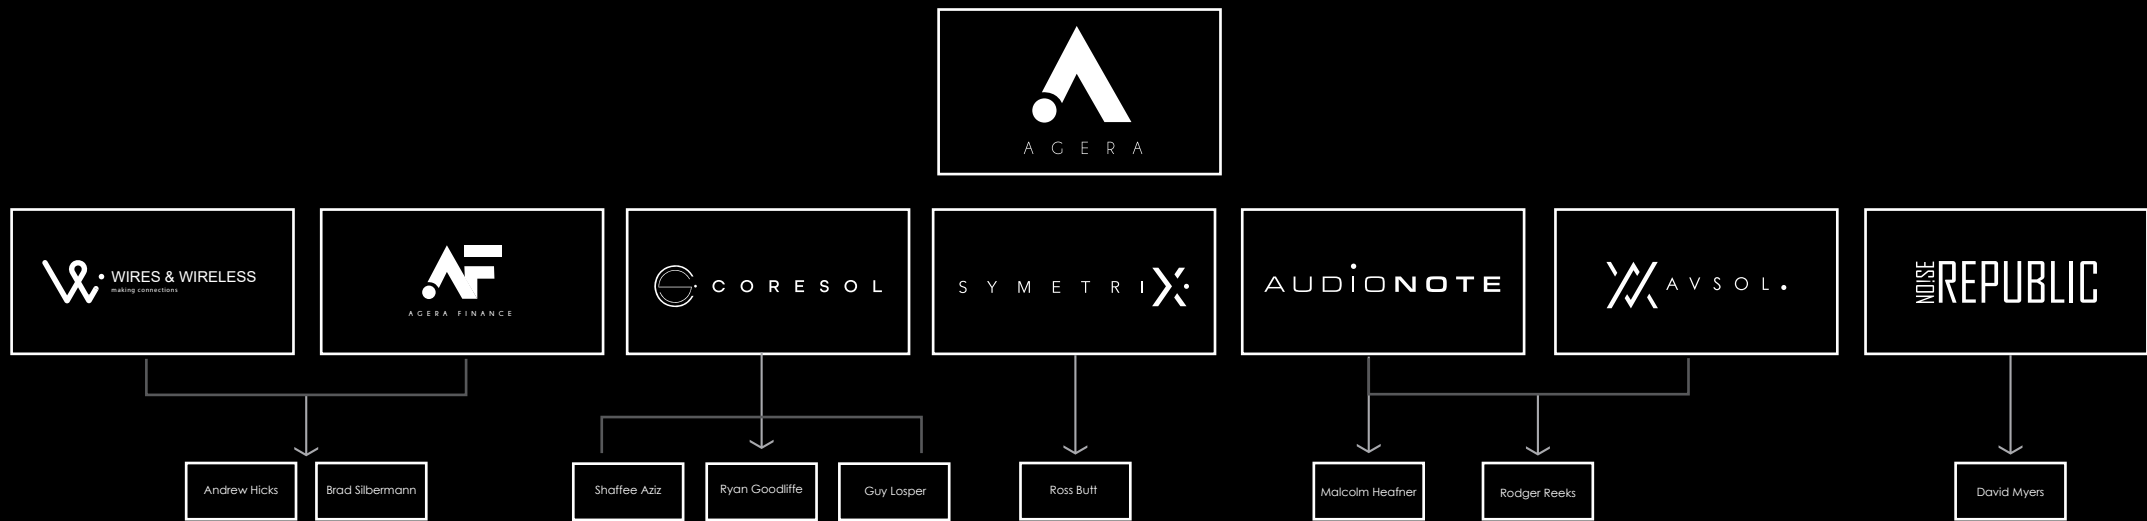 AGERA
WIRES & WIRELESS
making connections
AF
AGERA FINANCE
CORESOL
SYMETRIX
AUDIONOTE
AVSOL.
NOISE
REPUBLIC
Andrew Hicks
Brad Silbermann
Shaffee Aziz
Ryan Goodliffe
Guy Losper
Ross Butt
Malcolm Heafner
Rodger Reeks
David Myers